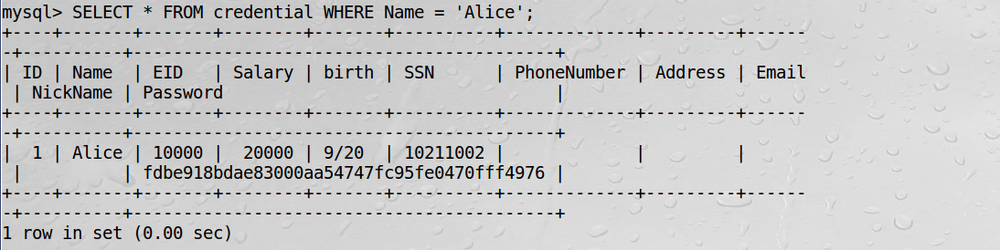 mysql> SELECT * FROM credential WHERE Name = 'Alice';
+----+-------+-------+--------+-------+----------+-------------+---------+------
-+----------+------------------------------------------+
| ID | Name  | EID   | Salary | birth | SSN      | PhoneNumber | Address | Email
 | NickName | Password                                 |
+----+-------+-------+--------+-------+----------+-------------+---------+------
-+----------+------------------------------------------+
|  1 | Alice | 10000 |  20000 | 9/20  | 10211002 |             |         |
 |          | fdbe918bdae83000aa54747fc95fe0470fff4976 |
+----+-------+-------+--------+-------+----------+-------------+---------+------
-+----------+------------------------------------------+
1 row in set (0.00 sec)